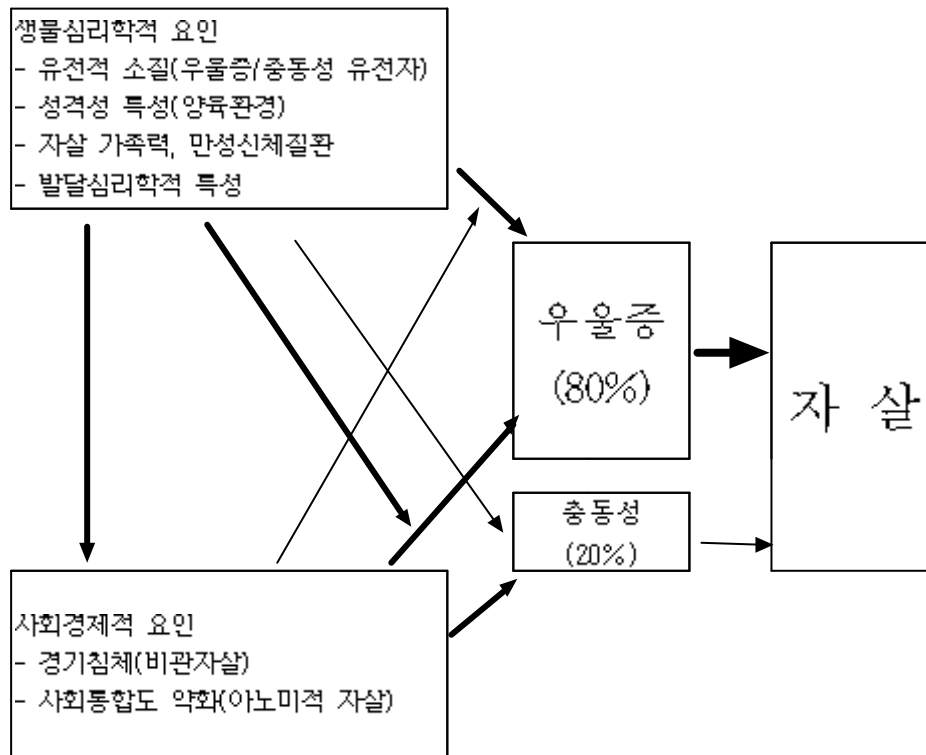 생물심리학적 요인
- 유전적 소질(우울증/충동성 유전자)
- 성격성 특성(양육환경)
- 자살 가족력, 만성신체질환
- 발달심리학적 특성
우울증
(80%)
자 살
충동성
(20%)
사회경제적 요인
- 경기침체(비관자살)
- 사회통합도 약화(아노미적 자살)